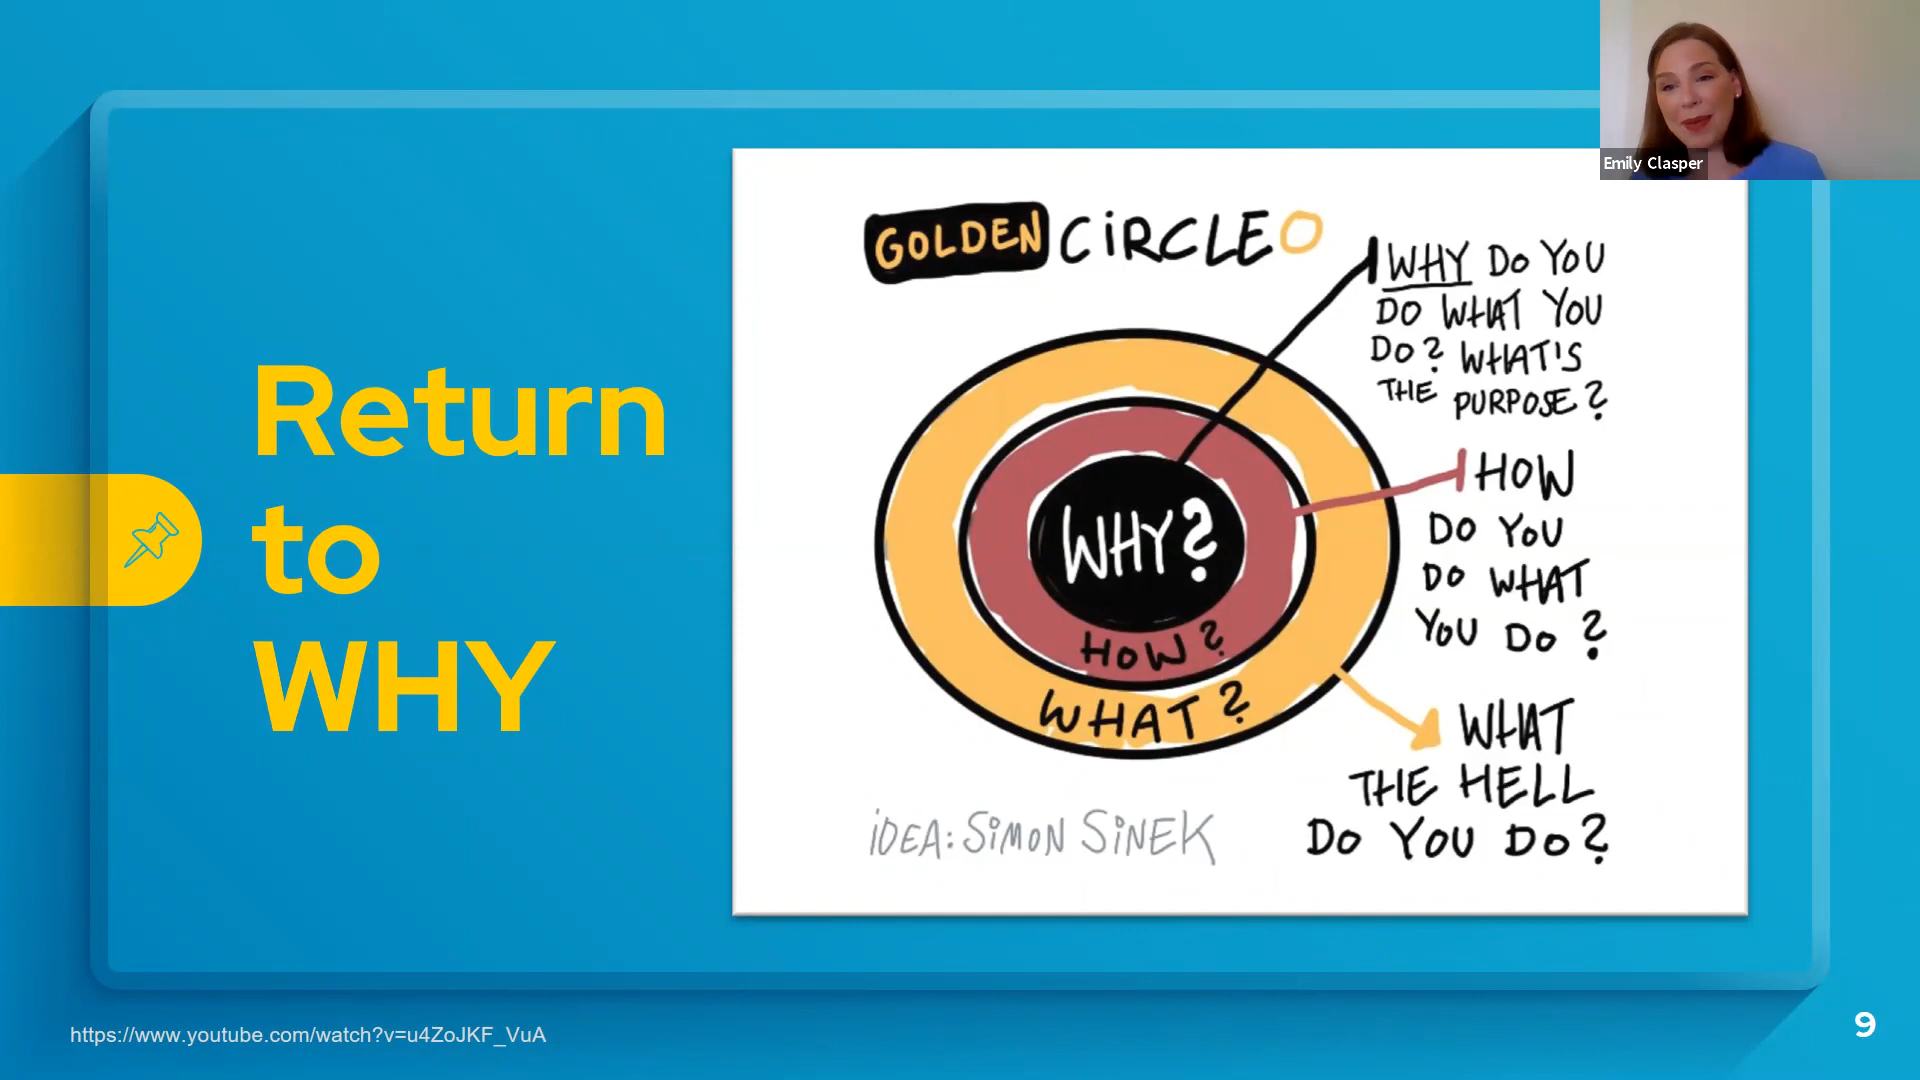 Emily Clasper
Return
to
WHY
GOLDEN CiRCLE
WHY DO YOU
DO WHAT YOU
DO? WHAT'S
THE PURPOSE?
HOW
DO YOU
DO WHAT
YOU DO?
WHAT
THE HELL
DO YOU DO?
WHY?
HOW?
WHAT?
iDEA: SiMON SiNEK
https://www.youtube.com/watch?v=u4ZoJKF_VuA
9